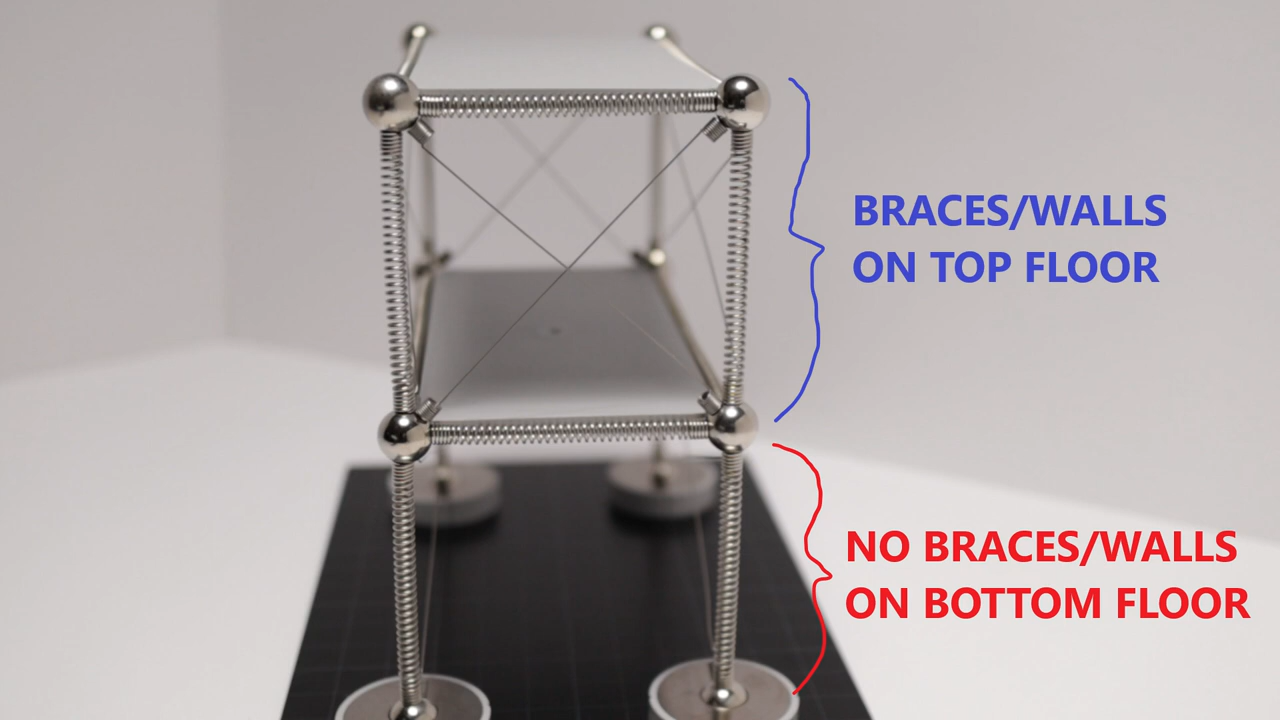 BRACES/WALLS
ON TOP FLOOR
NO BRACES/WALLS
ON BOTTOM FLOOR